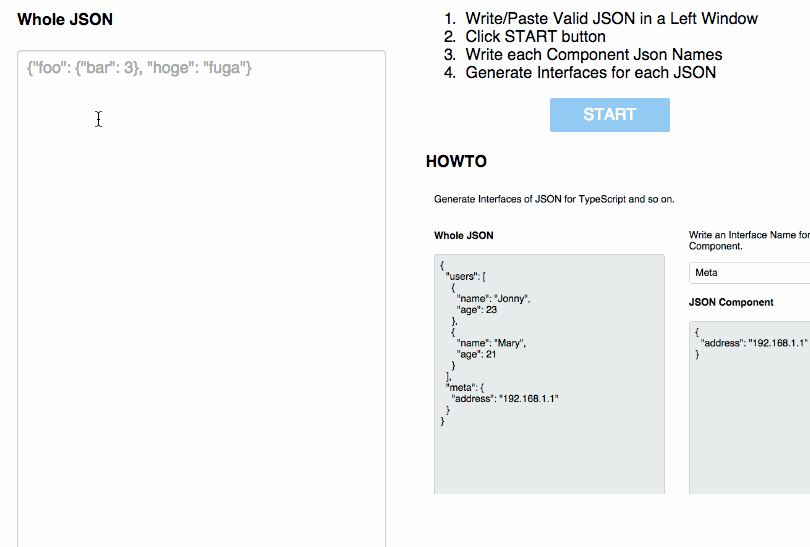 Whole JSON
{"foo": {"bar": 3}, "hoge": "fuga"}
1. Write/Paste Valid JSON in a Left Window
2. Click START button
3. Write each Component Json Names
4. Generate Interfaces for each JSON
START
HOWTO
Generate Interfaces of JSON for TypeScript and so on.
Whole JSON
{
"users": [
{
"name": "Jonny",
"age": 23
},
{
"name": "Mary",
"age": 21
}
],
"meta": {
"address": "192.168.1.1"
}
}
Write an Interface Name for
Component.
Meta
JSON Component
{
"address": "192.168.1.1"
}